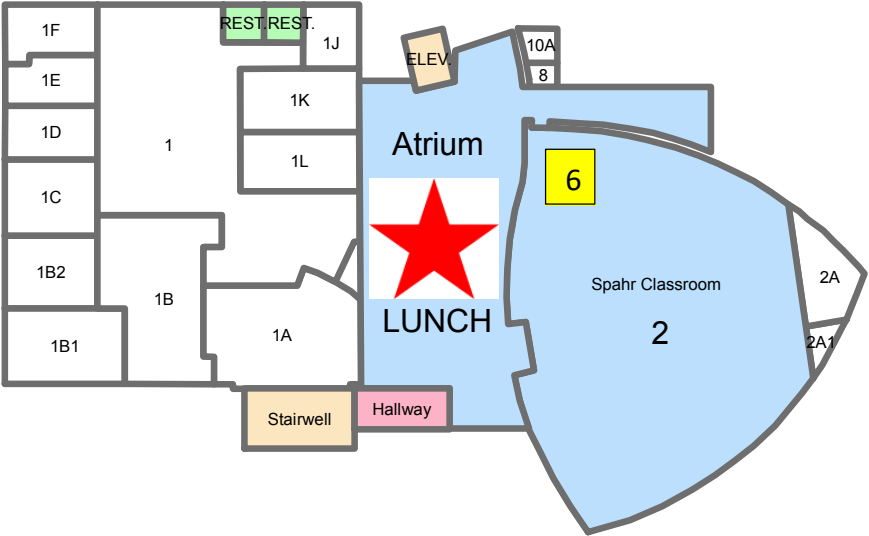 1F
REST.
REST.
1J
10A
ELEV.
8
1E
1K
1D
1
Atrium
1L
6
1C
1B2
1B
Spahr Classroom
2A
LUNCH
2
1A
2A1
1B1
Stairwell
Hallway